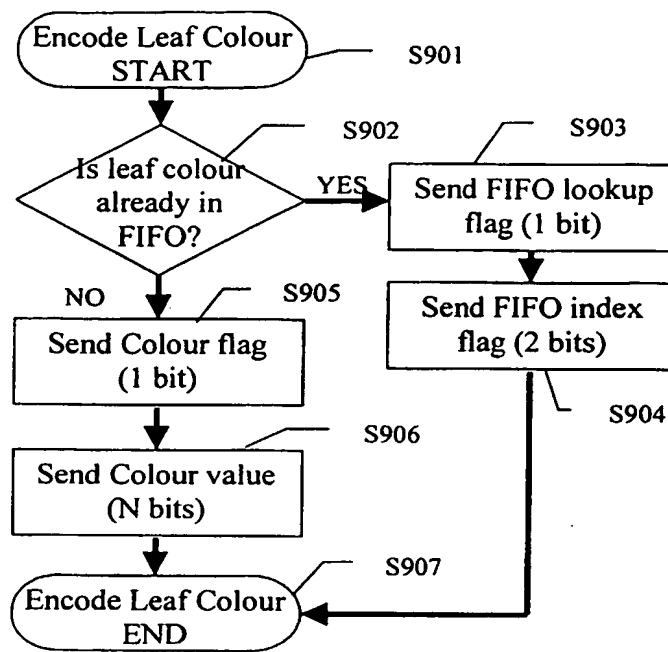 Encode Leaf Colour
START
S901
S902
Is leaf colour
already in
FIFO?
YES
S903
Send FIFO lookup
flag (1 bit)
Send FIFO index
flag (2 bits)
S904
NO
S905
Send Colour flag
(1 bit)
S906
Send Colour value
(N bits)
S907
Encode Leaf Colour
END